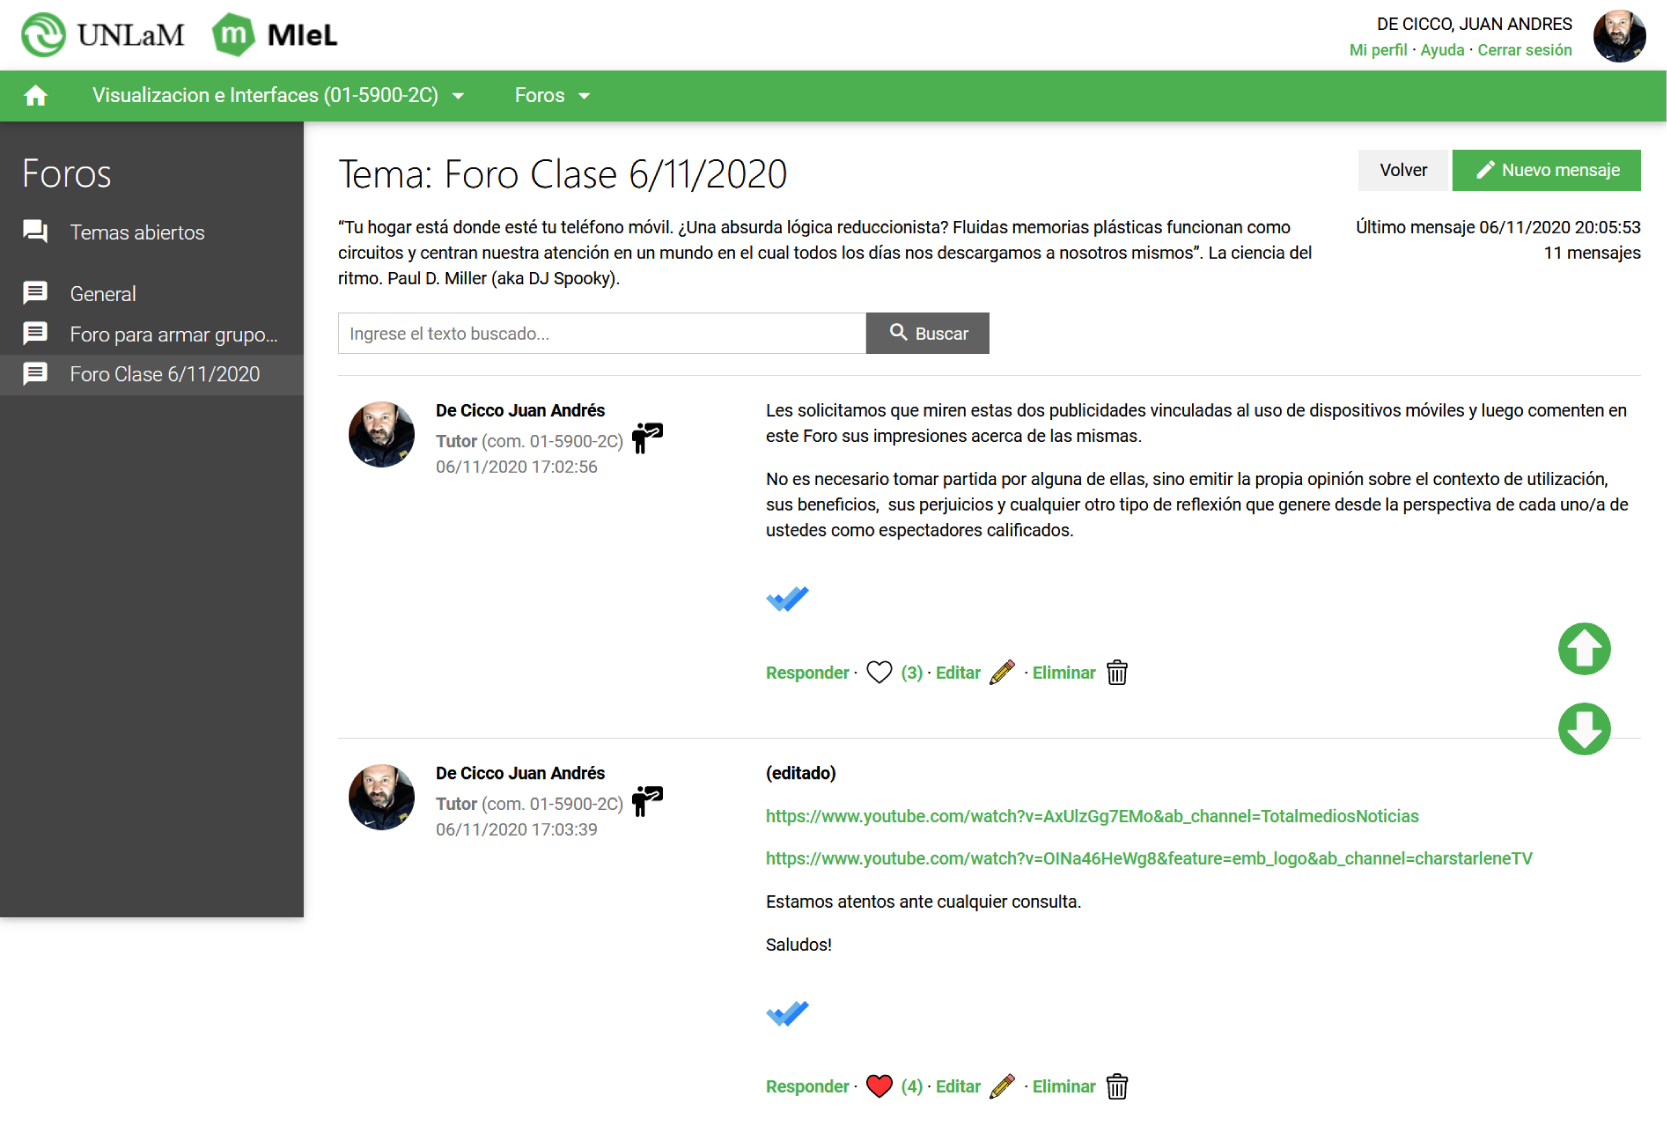 UNLaM
m MIeL
DE CICCO, JUAN ANDRES
Mi perfil · Ayuda · Cerrar sesión
Visualizacion e Interfaces (01-5900-2C)
Foros
Foros
Temas abiertos
General
Foro para armar grupo...
Foro Clase 6/11/2020
Tema: Foro Clase 6/11/2020
Volver
Nuevo mensaje
“Tu hogar está donde esté tu teléfono móvil. ¿Una absurda lógica reduccionista? Fluidas memorias plásticas funcionan como
circuitos y centran nuestra atención en un mundo en el cual todos los días nos descargamos a nosotros mismos”. La ciencia del
ritmo. Paul D. Miller (aka DJ Spooky).
Último mensaje 06/11/2020 20:05:53
11 mensajes
Ingrese el texto buscado...
Buscar
De Cicco Juan Andrés
Tutor (com. 01-5900-2C)
06/11/2020 17:02:56
Les solicitamos que miren estas dos publicidades vinculadas al uso de dispositivos móviles y luego comenten en
este Foro sus impresiones acerca de las mismas.
No es necesario tomar partida por alguna de ellas, sino emitir la propia opinión sobre el contexto de utilización,
sus beneficios,  sus perjuicios y cualquier otro tipo de reflexión que genere desde la perspectiva de cada uno/a de
ustedes como espectadores calificados.
Responder · (3) · Editar · Eliminar
De Cicco Juan Andrés
Tutor (com. 01-5900-2C)
06/11/2020 17:03:39
(editado)
https://www.youtube.com/watch?v=AxUlzGg7EMo&ab_channel=TotalmediosNoticias
https://www.youtube.com/watch?v=OINa46HeWg8&feature=emb_logo&ab_channel=charstarleneTV
Estamos atentos ante cualquier consulta.
Saludos!
Responder · (4) · Editar · Eliminar